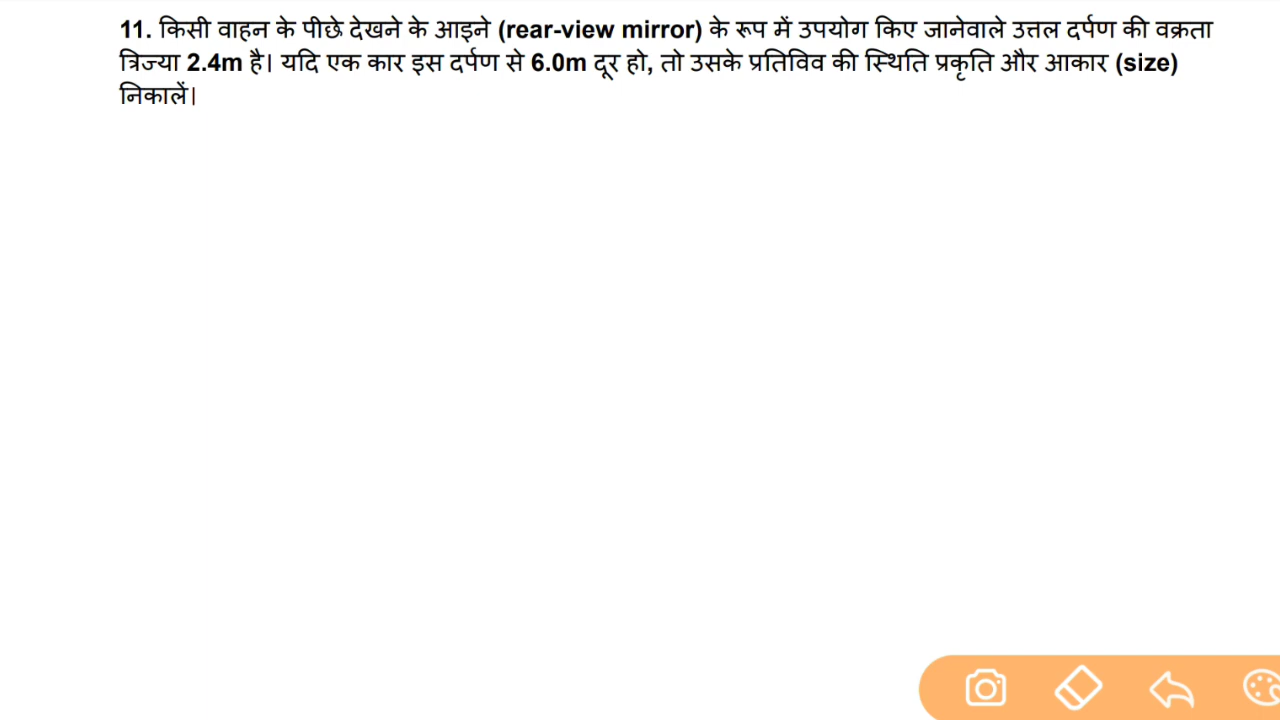 11. किसी वाहन के पीछे देखने के आइने (rear-view mirror) के रूप में उपयोग किए जानेवाले उत्तल दर्पण की वक्रता
त्रिज्या 2.4m है। यदि एक कार इस दर्पण से 6.0m दूर हो, तो उसके प्रतिविव की स्थिति प्रकृति और आकार (size)
निकालें।